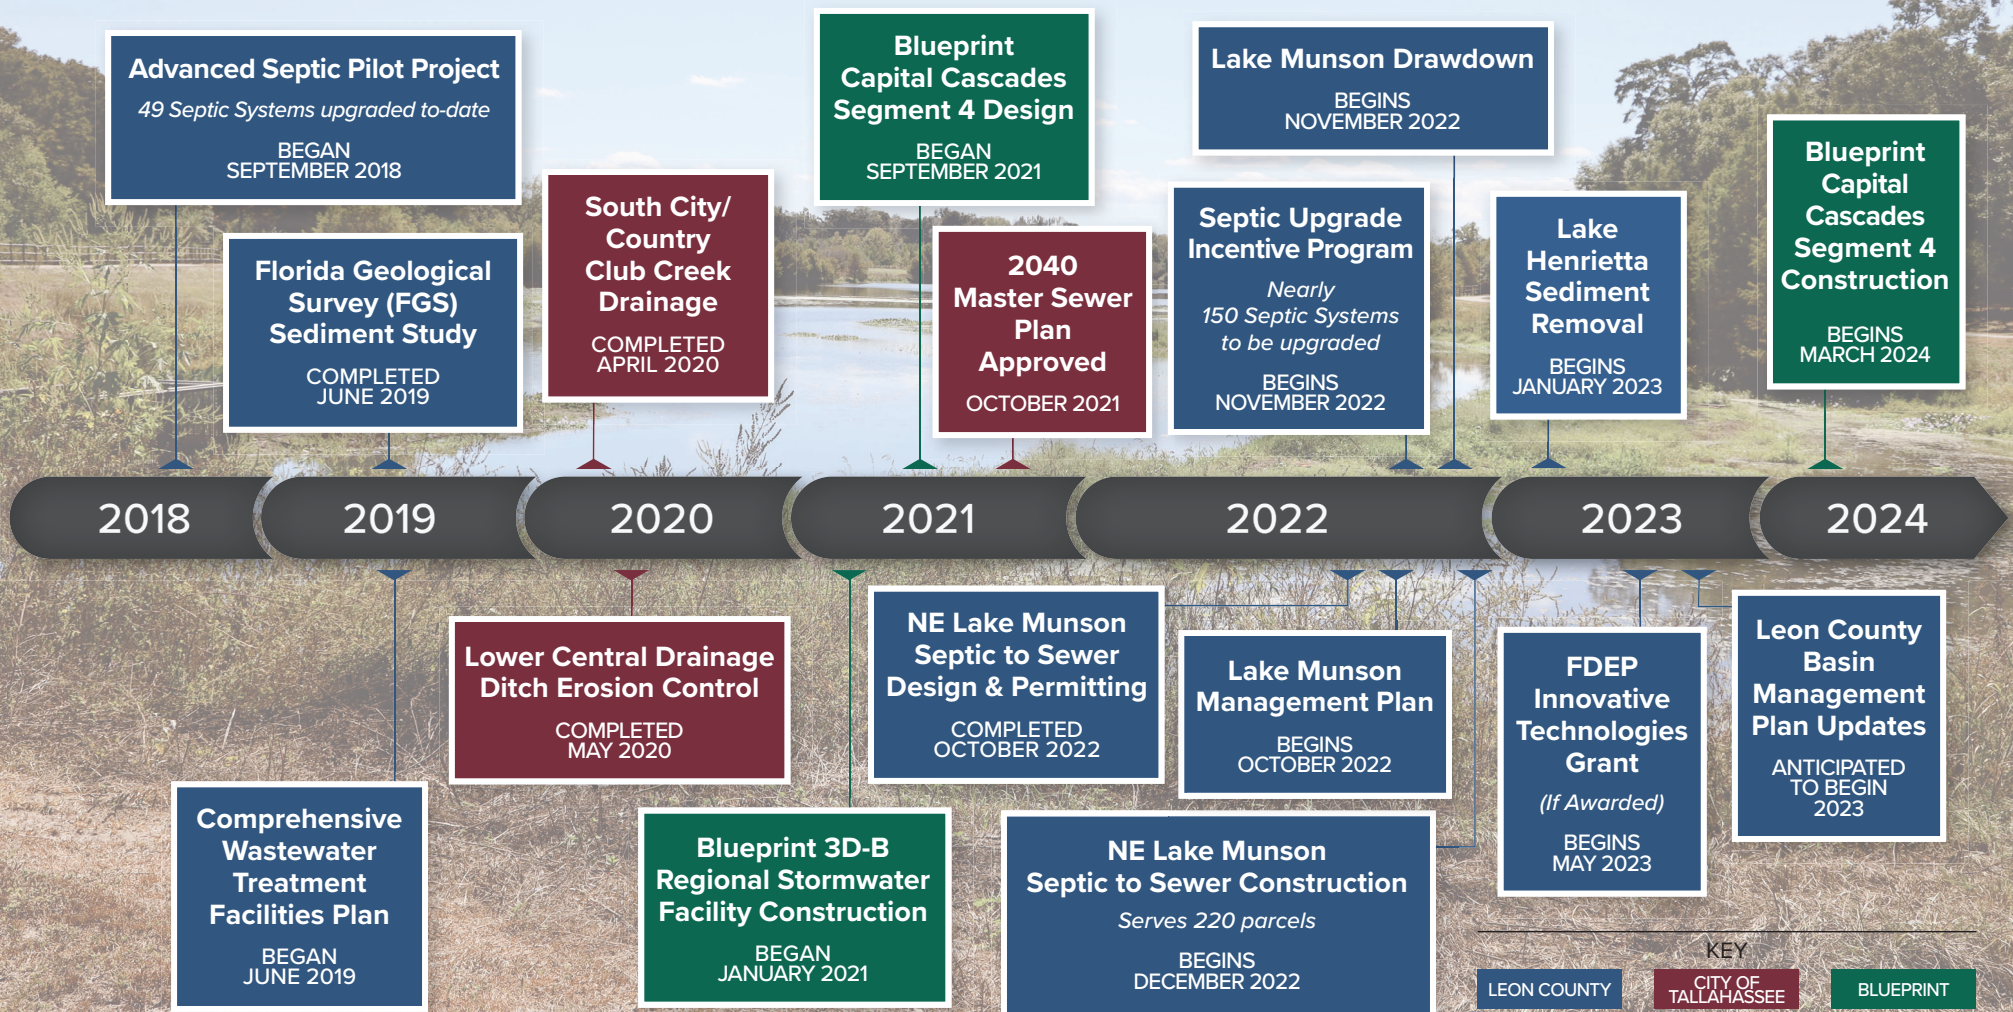 Advanced Septic Pilot Project
49 Septic Systems upgraded to-date
BEGAN
SEPTEMBER 2018
Florida Geological
Survey (FGS)
Sediment Study
COMPLETED
JUNE 2019
South City/
Country
Club Creek
Drainage
COMPLETED
APRIL 2020
Blueprint
Capital Cascades
Segment 4 Design
BEGAN
SEPTEMBER 2021
2040
Master Sewer
Plan
Approved
OCTOBER 2021
Lake Munson Drawdown
BEGINS
NOVEMBER 2022
Septic Upgrade
Incentive Program
Nearly
150 Septic Systems
to be upgraded
BEGINS
NOVEMBER 2022
Lake
Henrietta
Sediment
Removal
BEGINS
JANUARY 2023
Blueprint
Capital
Cascades
Segment 4
Construction
BEGINS
MARCH 2024
2018
2019
2020
2021
2022
2023
2024
Comprehensive
Wastewater
Treatment
Facilities Plan
BEGAN
JUNE 2019
Lower Central Drainage
Ditch Erosion Control
COMPLETED
MAY 2020
Blueprint 3D-B
Regional Stormwater
Facility Construction
BEGAN
JANUARY 2021
NE Lake Munson
Septic to Sewer
Design & Permitting
COMPLETED
OCTOBER 2022
Lake Munson
Management Plan
BEGINS
OCTOBER 2022
NE Lake Munson
Septic to Sewer Construction
Serves 220 parcels
BEGINS
DECEMBER 2022
FDEP
Innovative
Technologies
Grant
(If Awarded)
BEGINS
MAY 2023
Leon County
Basin
Management
Plan Updates
ANTICIPATED
TO BEGIN
2023
KEY
LEON COUNTY
CITY OF
TALLAHASSEE
BLUEPRINT